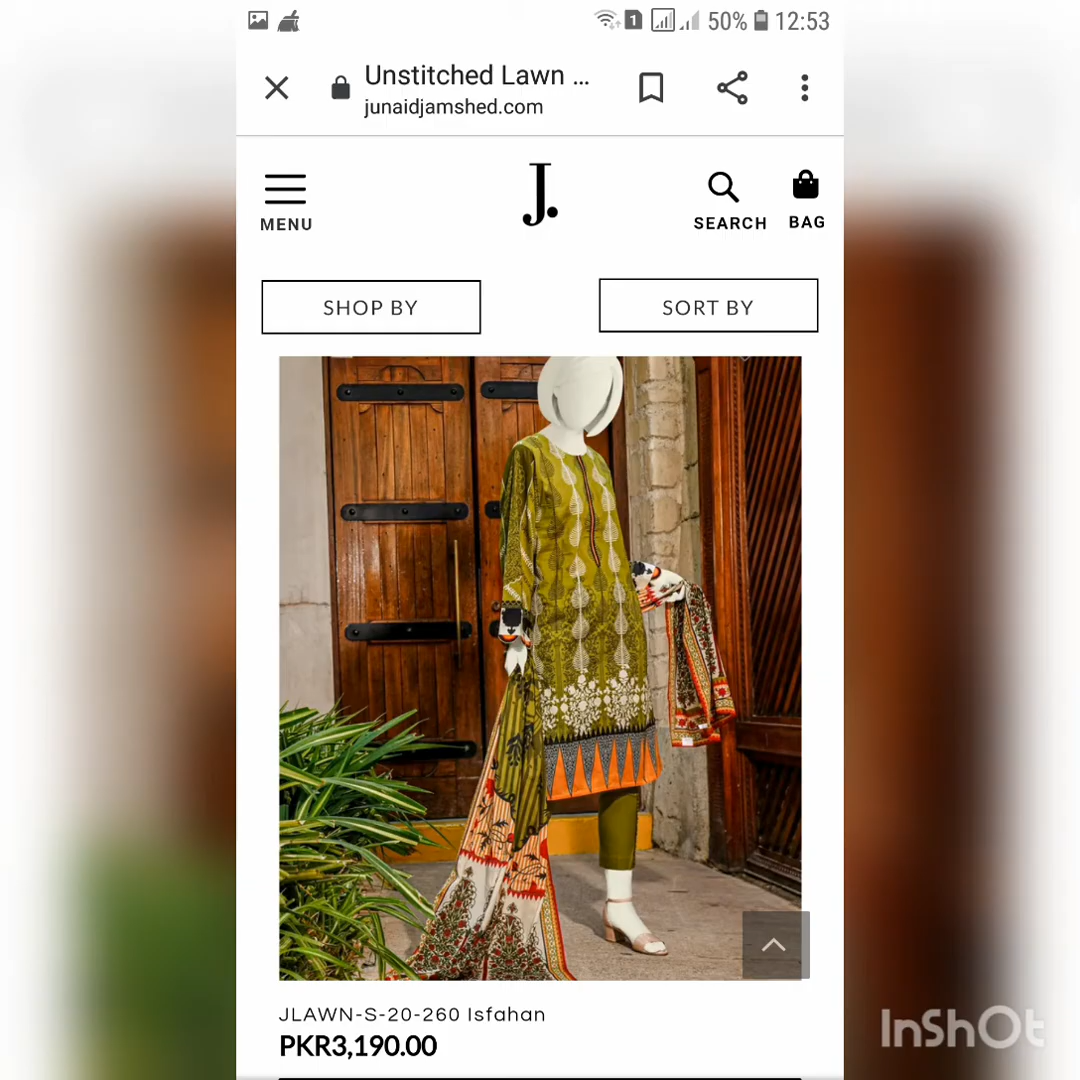 1 50% 12:53
Unstitched Lawn ...
junaidjamshed.com
J.
MENU
SEARCH
BAG
SHOP BY
SORT BY
JLAWN-S-20-260 Isfahan
PKR3,190.00
InShOt